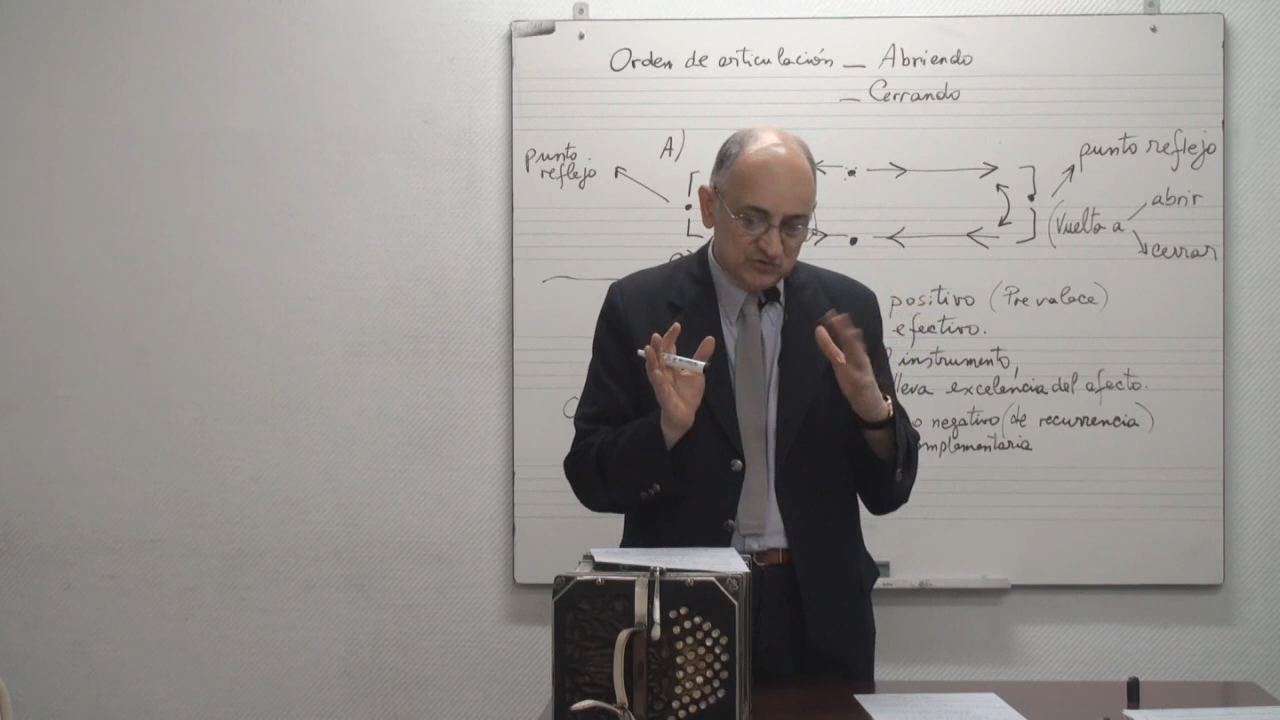 Orden de articulación — Abriendo
— Cerrando
A)
punto
reflejo
punto reflejo
(Vuelta a
abrir
cerrar
positivo (Prevalece)
efectivo.
instrumento,
lleva excelencia del afecto.
negativo (de recurrencia)